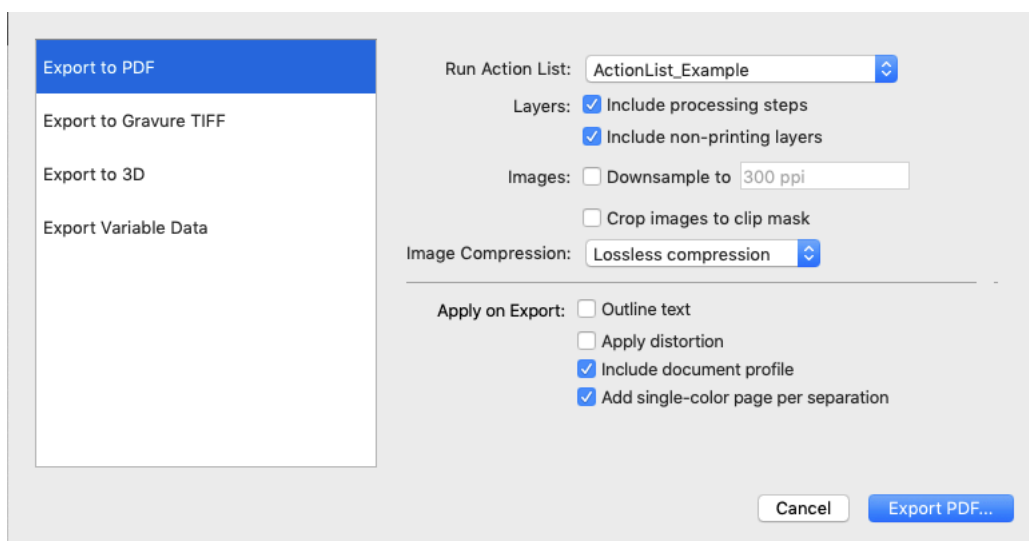 Export to PDF
Export to Gravure TIFF
Export to 3D
Export Variable Data
Run Action List: ActionList_Example
Layers: Include processing steps
Include non-printing layers
Images: Downsample to 300 ppi
Crop images to clip mask
Image Compression: Lossless compression
Apply on Export: Outline text
Apply distortion
Include document profile
Add single-color page per separation
Cancel Export PDF...